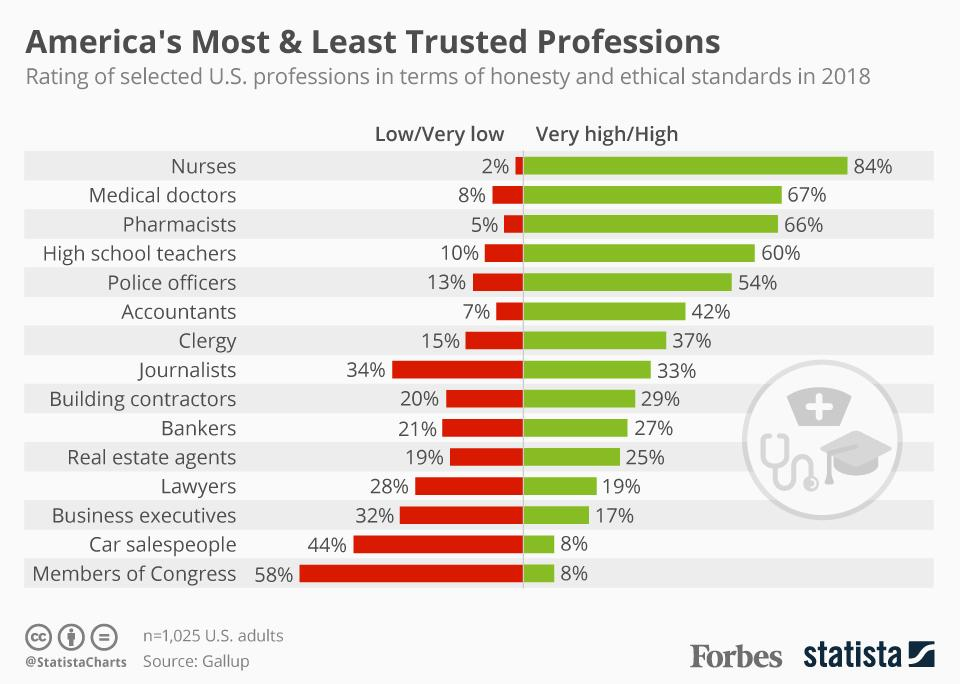 America's Most & Least Trusted Professions
Rating of selected U.S. professions in terms of honesty and ethical standards in 2018
Low/Very low Very high/High
Nurses 2% 84%
Medical doctors 8% 67%
Pharmacists 5% 66%
High school teachers 10% 60%
Police officers 13% 54%
Accountants 7% 42%
Clergy 15% 37%
Journalists 34% 33%
Building contractors 20% 29%
Bankers 21% 27%
Real estate agents 19% 25%
Lawyers 28% 19%
Business executives 32% 17%
Car salespeople 44% 8%
Members of Congress 58% 8%
cc
@StatistaCharts
n=1,025 U.S. adults
Source: Gallup
Forbes statista